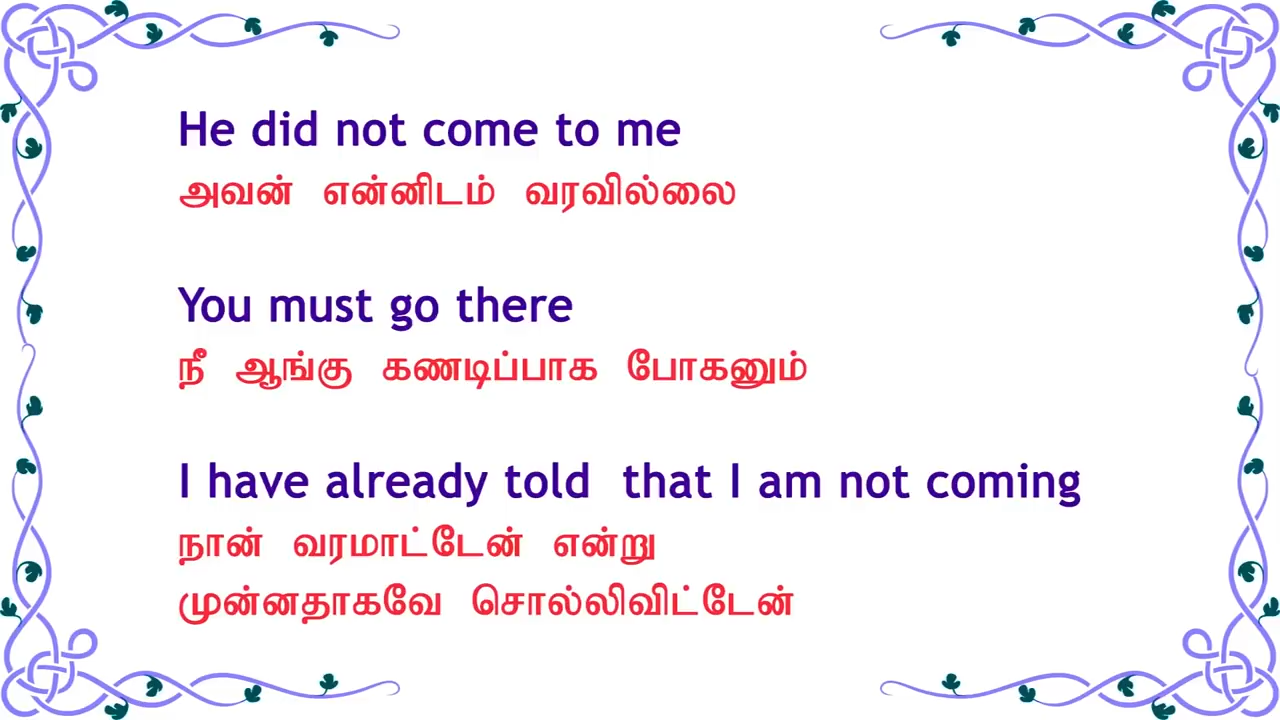 He did not come to me
அவன் என்னிடம் வரவில்லை
You must go there
நீ ஆங்கு கணடிப்பாக போகனும்
I have already told that I am not coming
நான் வரமாட்டேன் என்று
முன்னதாகவே சொல்லிவிட்டேன்